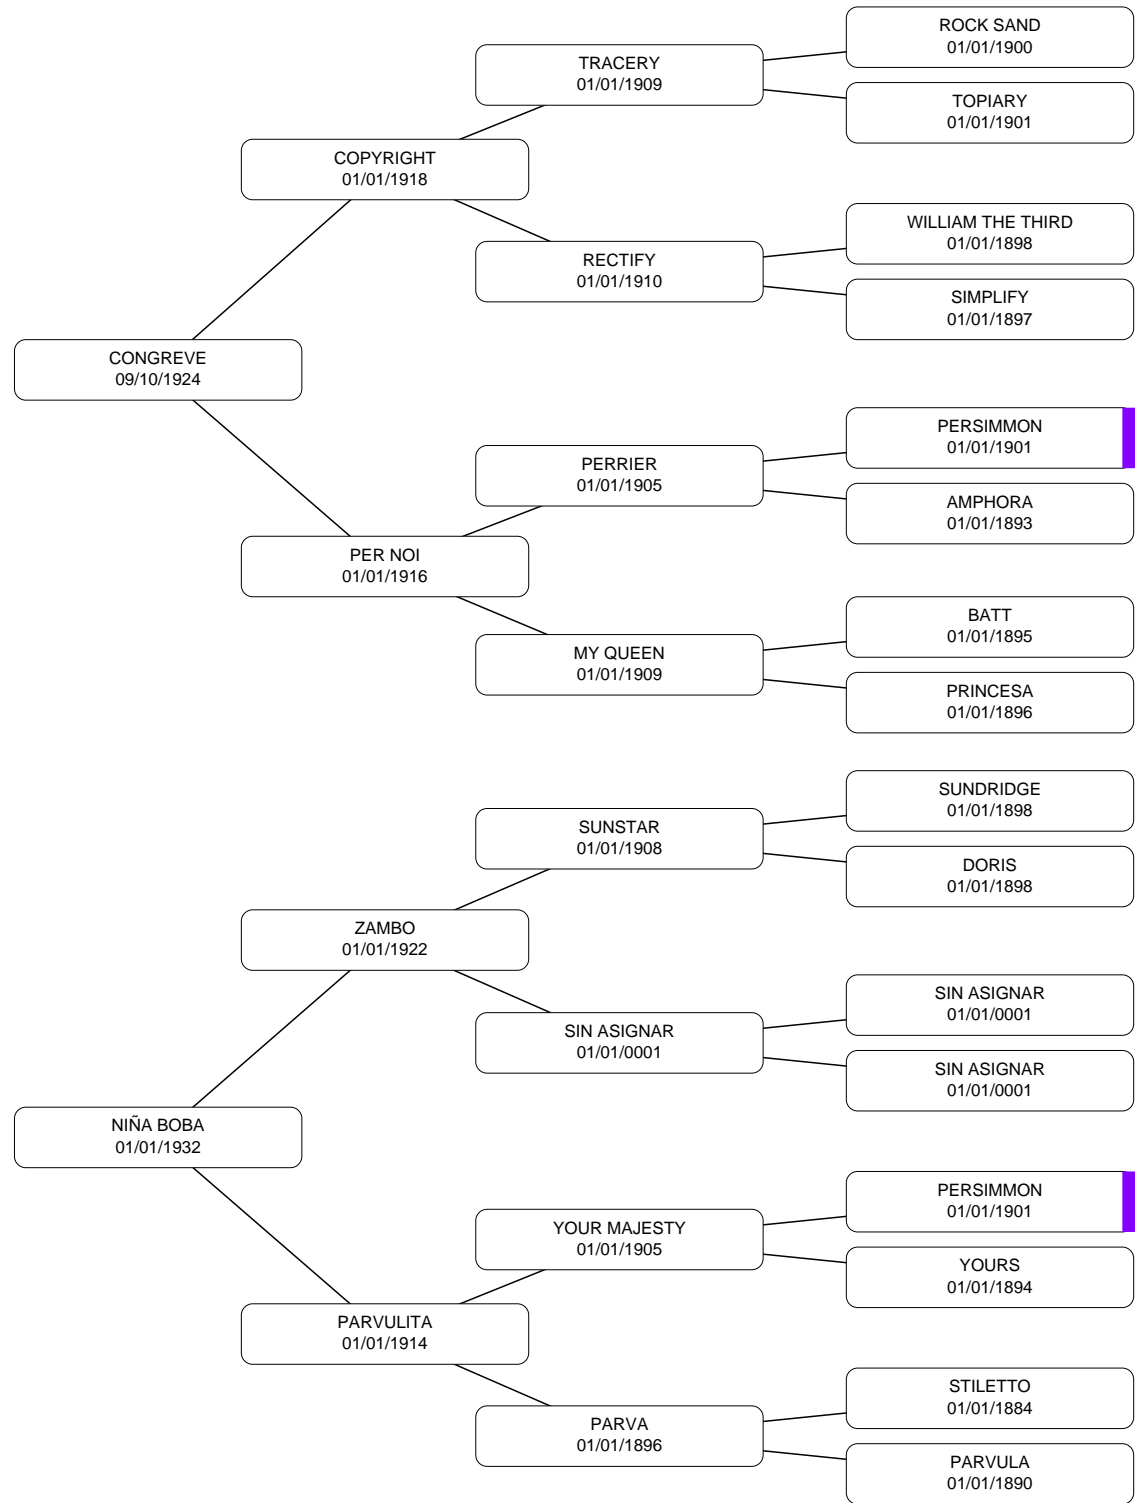 ROCK SAND
01/01/1900
TRACERY
01/01/1909
TOPIARY
01/01/1901
COPYRIGHT
01/01/1918
WILLIAM THE THIRD
01/01/1898
RECTIFY
01/01/1910
SIMPLIFY
01/01/1897
CONGREVE
09/10/1924
PERSIMMON
01/01/1901
PERRIER
01/01/1905
AMPHORA
01/01/1893
PER NOI
01/01/1916
BATT
01/01/1895
MY QUEEN
01/01/1909
PRINCESA
01/01/1896
SUNDRIDGE
01/01/1898
SUNSTAR
01/01/1908
DORIS
01/01/1898
ZAMBO
01/01/1922
SIN ASIGNAR
01/01/0001
SIN ASIGNAR
01/01/0001
SIN ASIGNAR
01/01/0001
NIÑA BOBA
01/01/1932
PERSIMMON
01/01/1901
YOUR MAJESTY
01/01/1905
YOURS
01/01/1894
PARVULITA
01/01/1914
STILETTO
01/01/1884
PARVA
01/01/1896
PARVULA
01/01/1890